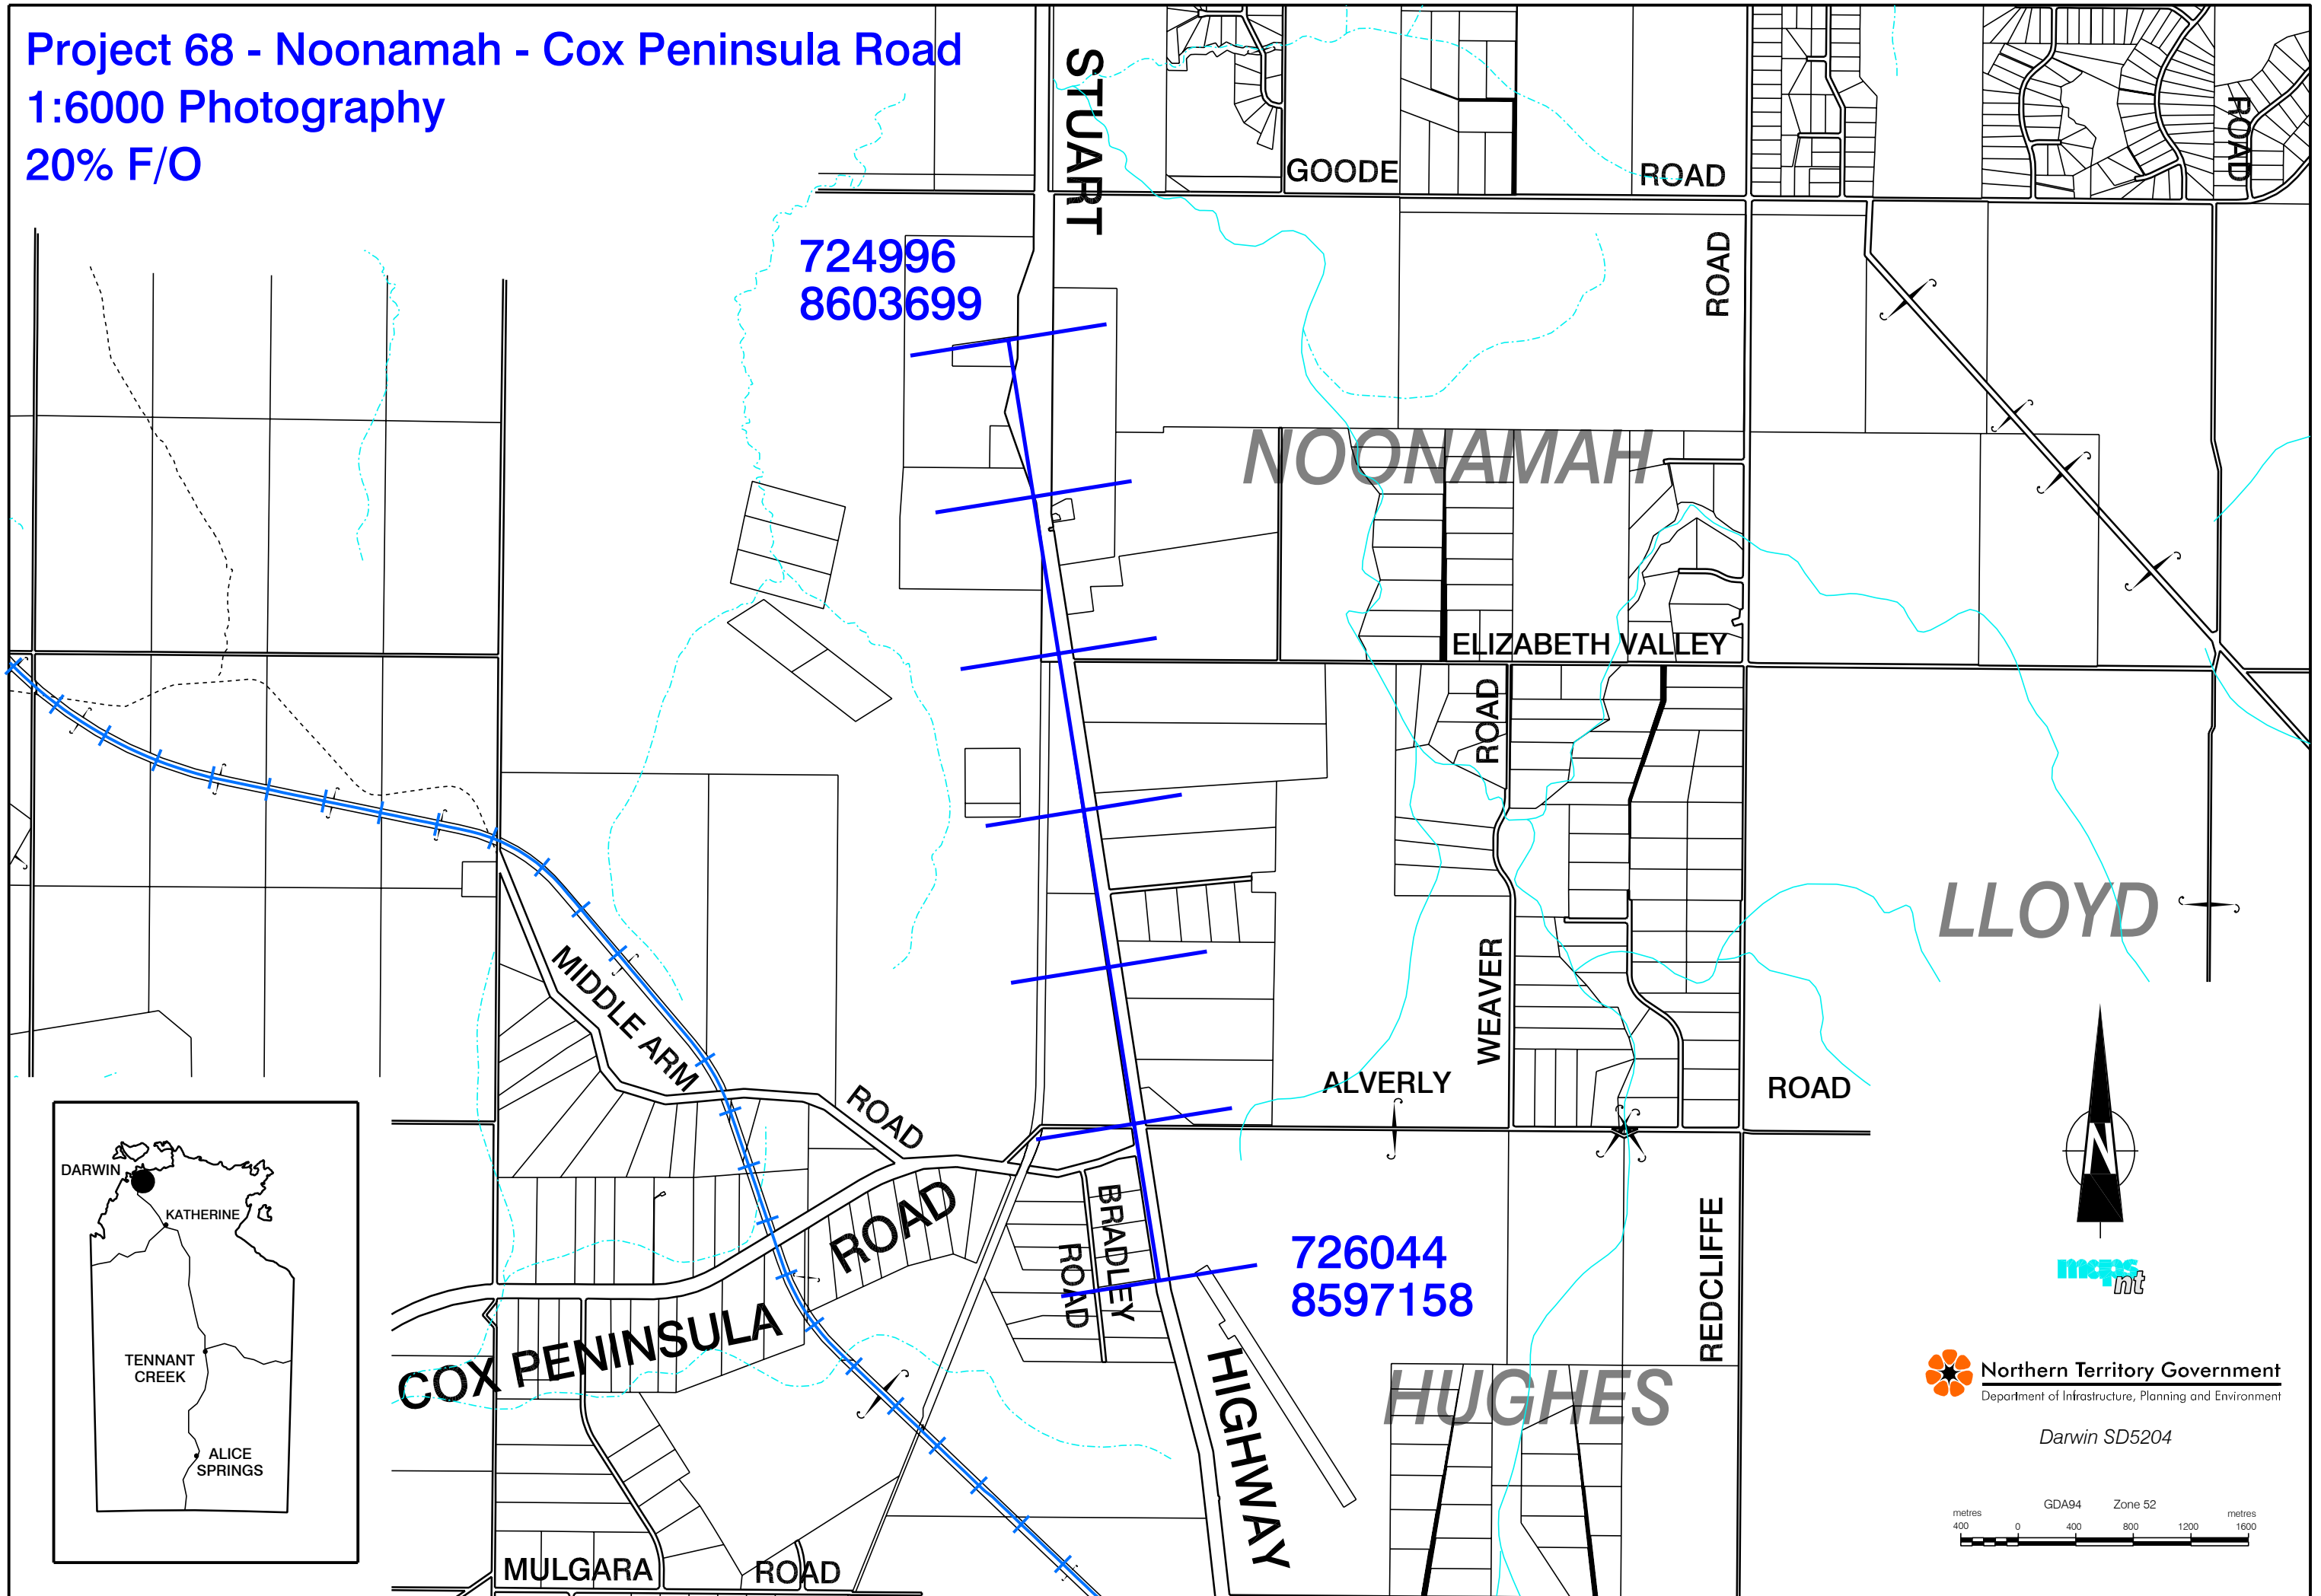 Project 68 - Noonamah - Cox Peninsula Road
1:6000 Photography
20% F/O
STUART
GOODE
ROAD
ROAD
724996
8603699
ROAD
NOONAMAH
ELIZABETH VALLEY
ROAD
LLOYD
MIDDLE ARM
ROAD
WEAVER
ALVERLY
ROAD
N
DARWIN
KATHERINE
TENNANT
CREEK
ALICE
SPRINGS
ROAD
COX PENINSULA
BRADLEY
ROAD
726044
8597158
REDCLIFFE
HIGHWAY
HUGHES
MULGARA
ROAD
maps nt
Northern Territory Government
Department of Infrastructure, Planning and Environment
Darwin SD5204
GDA94 Zone 52
metres metres
400 0 400 800 1200 1600